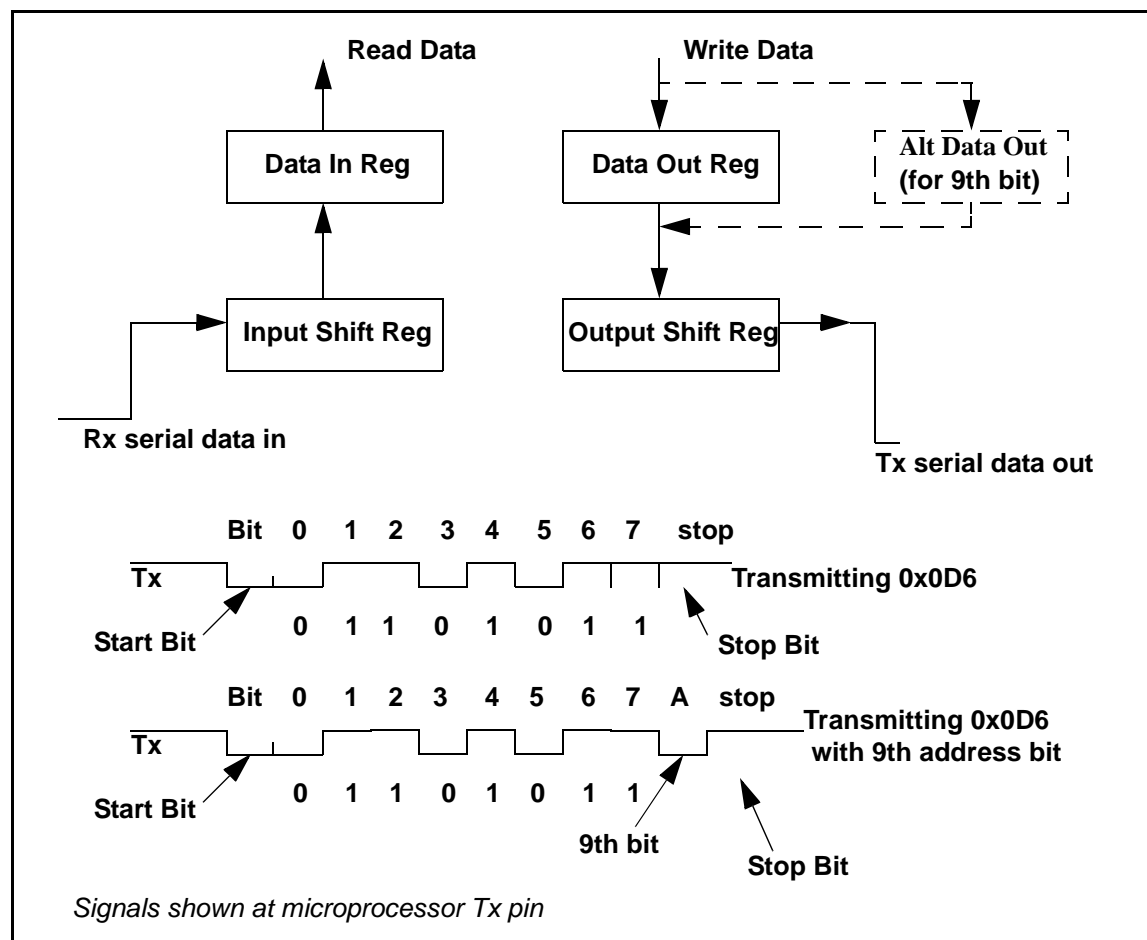 Read Data
Write Data
Data In Reg
Data Out Reg
Alt Data Out
(for 9th bit)
Input Shift Reg
Output Shift Reg
Rx serial data in
Tx serial data out
Bit 0 1 2 3 4 5 6 7 stop
Tx
Transmitting 0x0D6
Start Bit
0 1 1 0 1 0 1 1
Stop Bit
Bit 0 1 2 3 4 5 6 7 A stop
Tx
Transmitting 0x0D6
with 9th address bit
Start Bit
0 1 1 0 1 0 1 1
9th bit
Stop Bit
Signals shown at microprocessor Tx pin